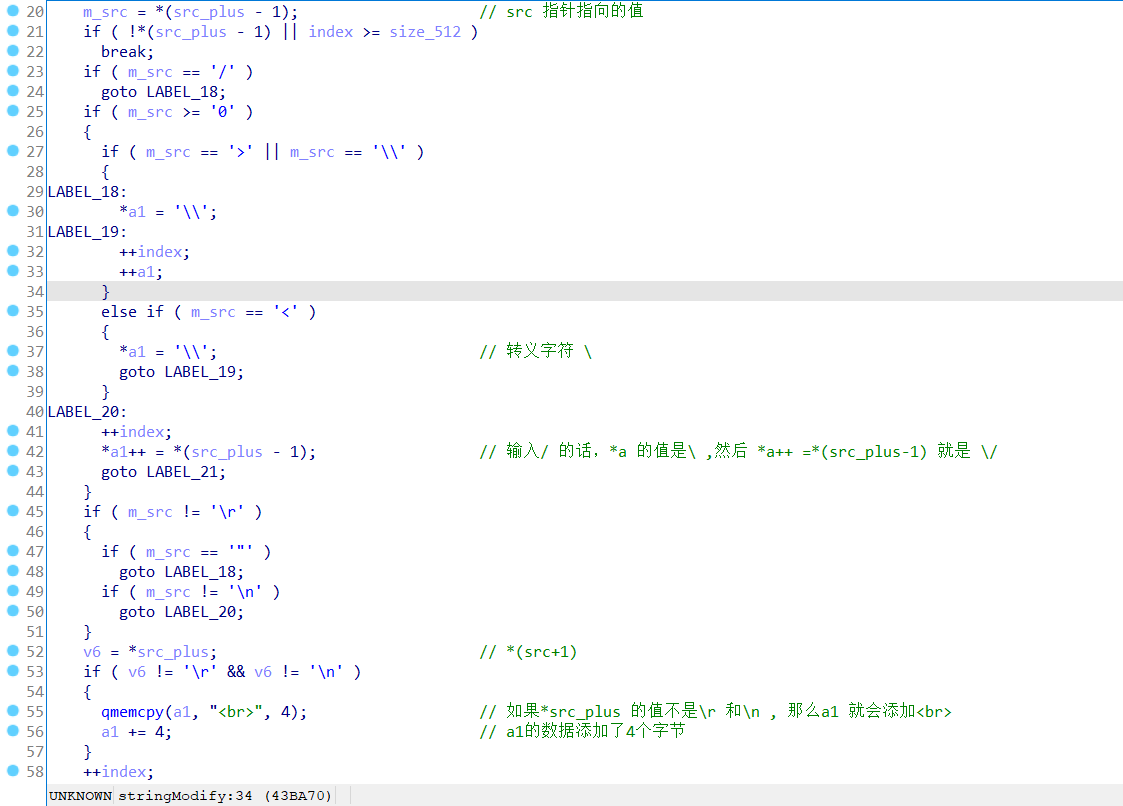 20 m_src = *(src_plus - 1); // src 指针指向的值
21 if ( !*(src_plus - 1) || index >= size_512 )
22 break;
23 if ( m_src == '/' )
24 goto LABEL_18;
25 if ( m_src >= '0' )
26 {
27 if ( m_src == '>' || m_src == '\\' )
28 {
29 LABEL_18:
30 *a1 = '\\';
31 LABEL_19:
32 ++index;
33 ++a1;
34 }
35 else if ( m_src == '<' )
36 {
37 *a1 = '\\'; // 转义字符 \
38 goto LABEL_19;
39 }
40 LABEL_20:
41 ++index;
42 *a1++ = *(src_plus - 1); // 输入/ 的话，*a 的值是\ ,然后 *a++ =*(src_plus-1) 就是 \/
43 goto LABEL_21;
44 }
45 if ( m_src != '\r' )
46 {
47 if ( m_src == '"' )
48 goto LABEL_18;
49 if ( m_src != '\n' )
50 goto LABEL_20;
51 }
52 v6 = *src_plus; // *(src+1)
53 if ( v6 != '\r' && v6 != '\n' )
54 {
55 qmemcpy(a1, "<br>", 4); // 如果*src_plus 的值不是\r 和\n , 那么a1 就会添加<br>
56 a1 += 4; // a1的数据添加了4个字节
57 }
58 ++index;
UNKNOWN stringModify:34 (43BA70)